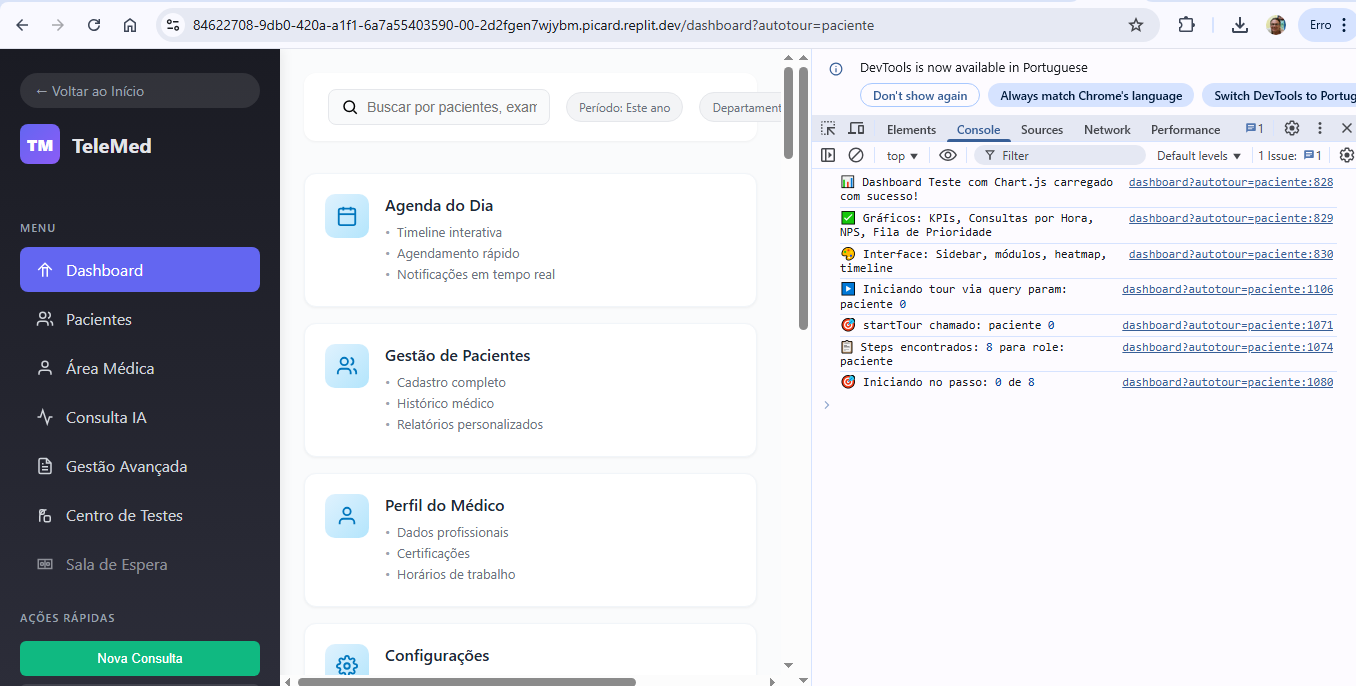 84622708-9db0-420a-a1f1-6a7a55403590-00-2d2fgen7wjybm.picard.replit.dev/dashboard?autotour=paciente
Erro
← Voltar ao Início
TM
TeleMed
MENU
Dashboard
Pacientes
Área Médica
Consulta IA
Gestão Avançada
Centro de Testes
Sala de Espera
AÇÕES RÁPIDAS
Nova Consulta
Buscar por pacientes, exam
Período: Este ano
Departament
Agenda do Dia
• Timeline interativa
• Agendamento rápido
• Notificações em tempo real
Gestão de Pacientes
• Cadastro completo
• Histórico médico
• Relatórios personalizados
Perfil do Médico
• Dados profissionais
• Certificações
• Horários de trabalho
Configurações
DevTools is now available in Portuguese
Don't show again
Always match Chrome's language
Switch DevTools to Portug
Elements
Console
Sources
Network
Performance
1
top
Filter
Default levels
1 Issue:
1
📊 Dashboard Teste com Chart.js carregado dashboard?autotour=paciente:828
com sucesso!
✅ Gráficos: KPIs, Consultas por Hora, dashboard?autotour=paciente:829
NPS, Fila de Prioridade
🎨 Interface: Sidebar, módulos, heatmap, dashboard?autotour=paciente:830
timeline
▶️ Iniciando tour via query param: dashboard?autotour=paciente:1106
paciente 0
🎯 startTour chamado: paciente 0 dashboard?autotour=paciente:1071
📋 Steps encontrados: 8 para role: dashboard?autotour=paciente:1074
paciente
🎯 Iniciando no passo: 0 de 8 dashboard?autotour=paciente:1080